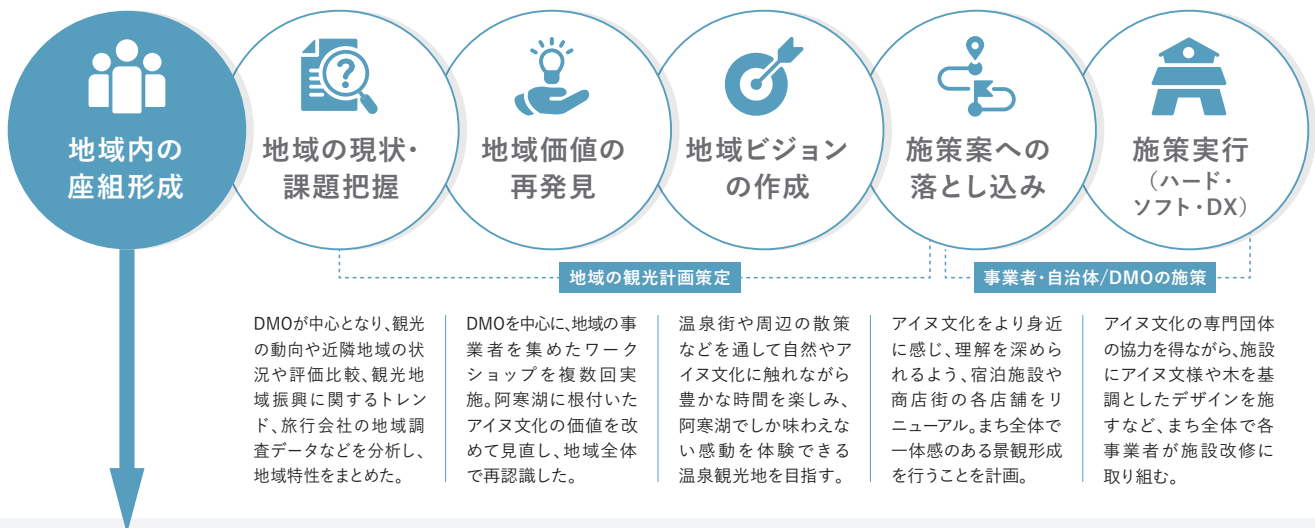 地域内の
座組形成
地域の現状・
課題把握
地域価値の
再発見
地域ビジョン
の作成
施策案への
落とし込み
施策実行
（ハード・
ソフト・DX）
地域の観光計画策定
事業者・自治体/DMOの施策
DMOが中心となり、観光
の動向や近隣地域の状
況や評価比較、観光地
域振興に関するトレン
ド、旅行会社の地域調
査データなどを分析し、
地域特性をまとめた。
DMOを中心に、地域の事
業者を集めたワーク
ショップを複数回実
施。阿寒湖に根付いた
アイヌ文化の価値を改
めて見直し、地域全体
で再認識した。
温泉街や周辺の散策
などを通して自然やア
イヌ文化に触れながら
豊かな時間を楽しみ、
阿寒湖でしか味わえな
い感動を体験できる
温泉観光地を目指す。
アイヌ文化をより身近
に感じ、理解を深めら
れるよう、宿泊施設や
商店街の各店舗をリ
ニューアル。まち全体で
一体感のある景観形成
を行うことを計画。
アイヌ文化の専門団体
の協力を得ながら、施設
にアイヌ文様や木を基
調としたデザインを施
すなど、まち全体で各
事業者が施設改修に
取り組む。